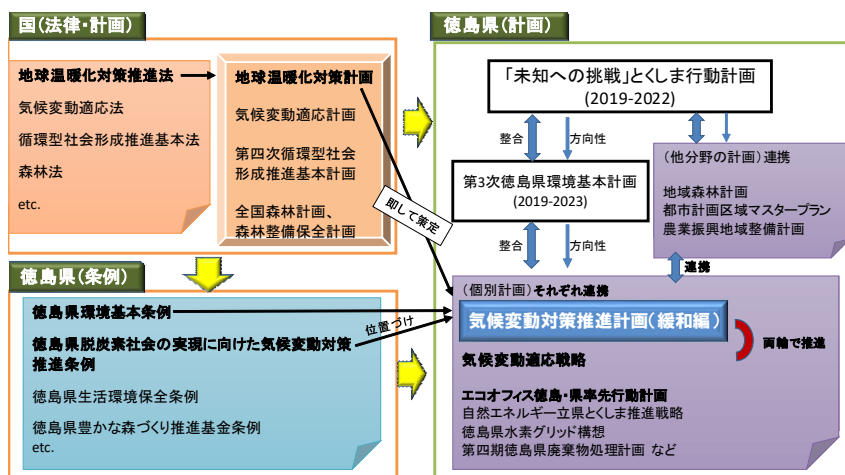 国(法律・計画)
地球温暖化対策推進法
気候変動適応法
循環型社会形成推進基本法
森林法
etc.
地球温暖化対策計画
気候変動適応計画
第四次循環型社会
形成推進基本計画
全国森林計画、
森林整備保全計画
即して策定
徳島県(条例)
徳島県環境基本条例
徳島県脱炭素社会の実現に向けた気候変動対策
推進条例
徳島県生活環境保全条例
徳島県豊かな森づくり推進基金条例
etc.
位置づけ
徳島県(計画)
「未知への挑戦」とくしま行動計画
(2019-2022)
整合
方向性
第3次徳島県環境基本計画
(2019-2023)
整合
方向性
(他分野の計画)連携
地域森林計画
都市計画区域マスタープラン
農業振興地域整備計画
連携
(個別計画)それぞれ連携
気候変動対策推進計画(緩和編)
両軸で推進
気候変動適応戦略
エコオフィス徳島・県率先行動計画
自然エネルギー立県とくしま推進戦略
徳島県水素グリッド構想
第四期徳島県廃棄物処理計画 など